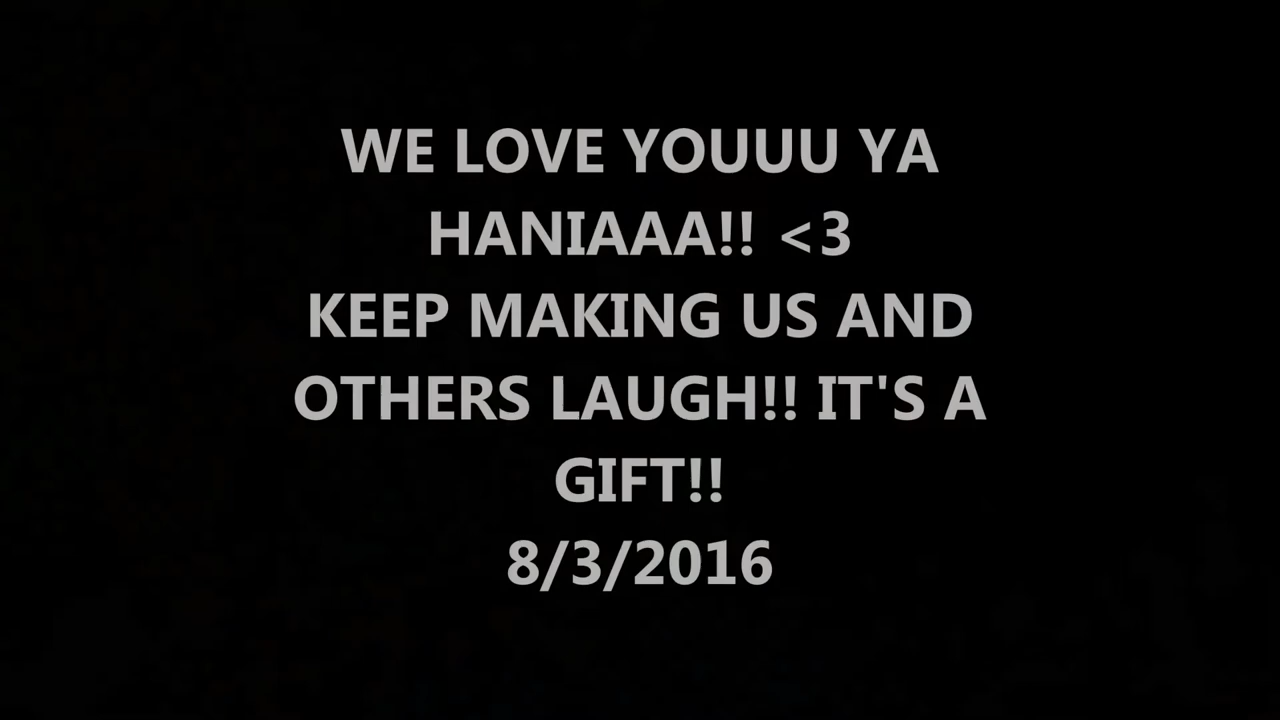 WE LOVE YOUUU YA
HANIAAA!! <3
KEEP MAKING US AND
OTHERS LAUGH!! IT'S A
GIFT!!
8/3/2016